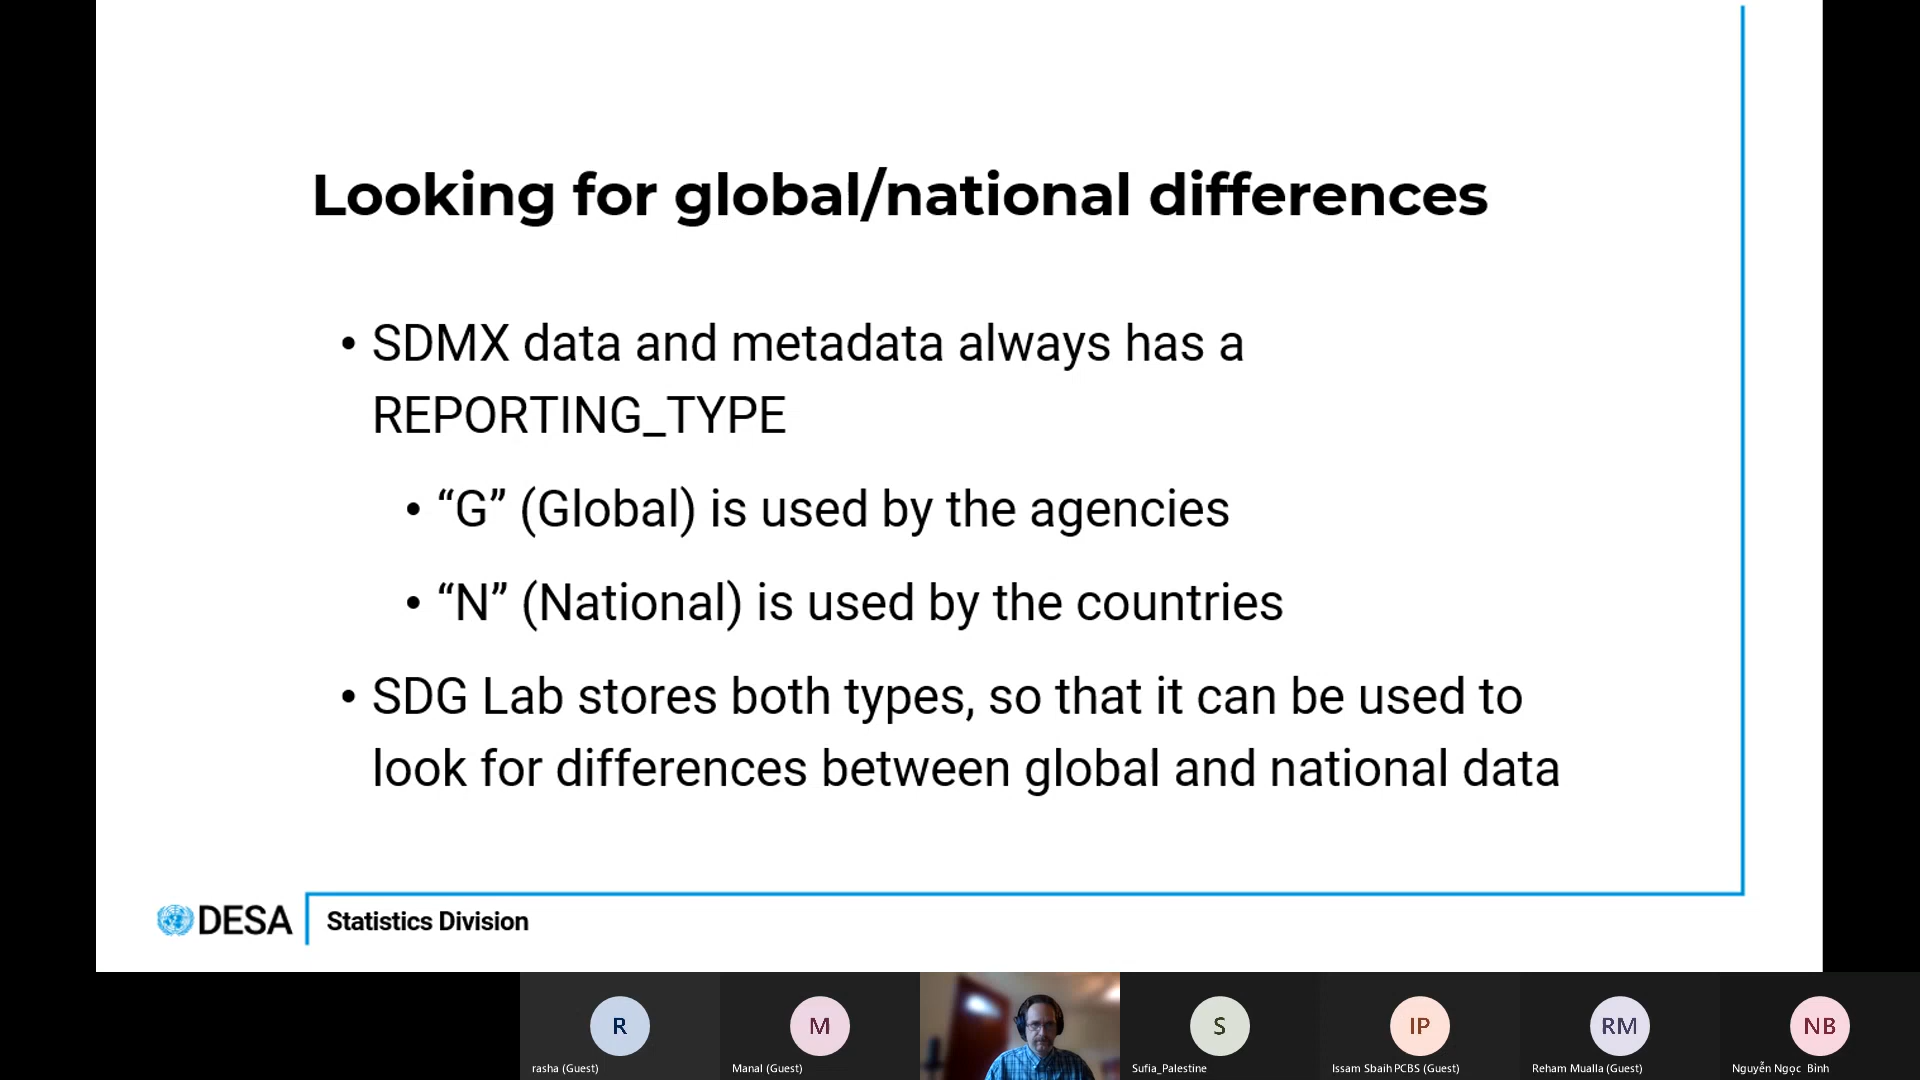 Looking for global/national differences
• SDMX data and metadata always has a
REPORTING_TYPE
• “G” (Global) is used by the agencies
• “N” (National) is used by the countries
• SDG Lab stores both types, so that it can be used to
look for differences between global and national data
DESA
Statistics Division
R
M
S
IP
RM
NB
rasha (Guest)
Manal (Guest)
Sufia_Palestine
Issam Sbaih PCBS (Guest)
Reham Mualla (Guest)
Nguyễn Ngọc Bình